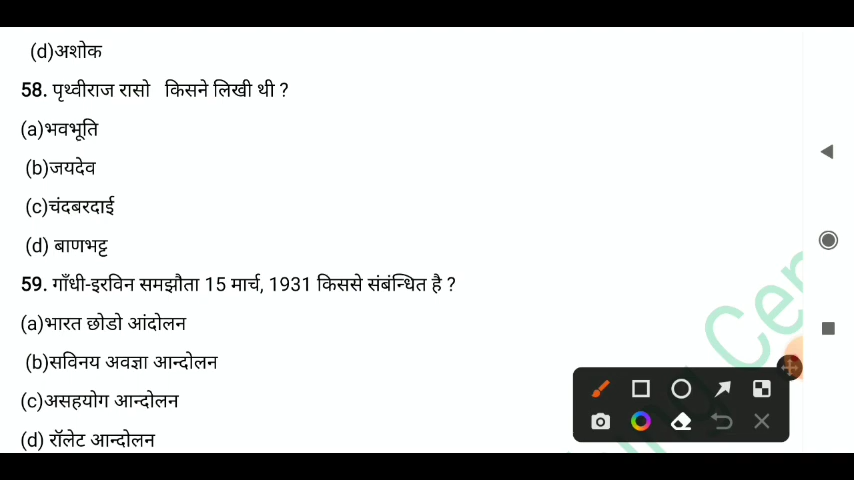 (d)अशोक
58. पृथ्वीराज रासो किसने लिखी थी ?
(a)भवभूति
(b)जयदेव
(c)चंदबरदाई
(d) बाणभट्ट
59. गाँधी-इरविन समझौता 15 मार्च, 1931 किससे संबंन्धित है ?
(a)भारत छोडो आंदोलन
(b)सविनय अवज्ञा आन्दोलन
(c)असहयोग आन्दोलन
(d) रॉलेट आन्दोलन